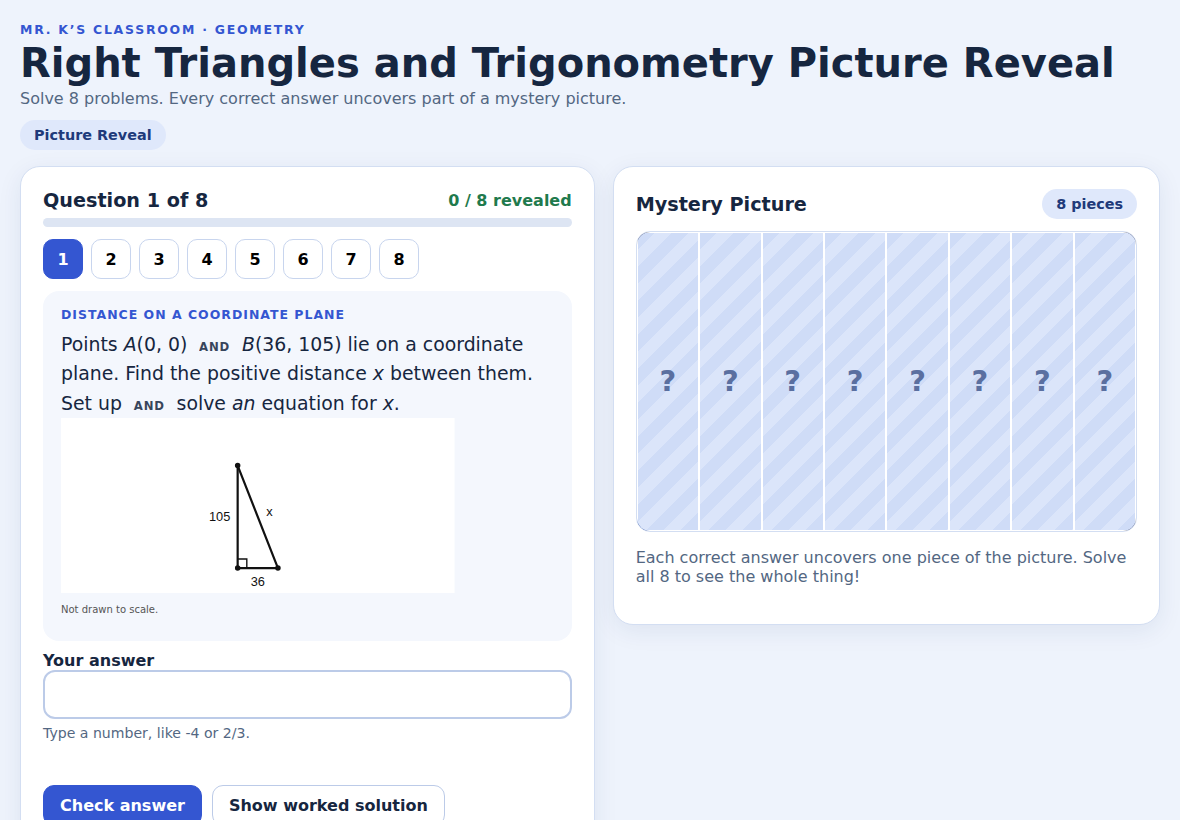 MR. K’S CLASSROOM · GEOMETRY
Right Triangles and Trigonometry Picture Reveal
Solve 8 problems. Every correct answer uncovers part of a mystery picture.
Picture Reveal
Question 1 of 8
0 / 8 revealed
1 2 3 4 5 6 7 8
DISTANCE ON A COORDINATE PLANE
Points A(0, 0) AND B(36, 105) lie on a coordinate
plane. Find the positive distance x between them.
Set up AND solve an equation for x.
105
x
36
Not drawn to scale.
Your answer
Type a number, like -4 or 2/3.
Check answer
Show worked solution
Mystery Picture
8 pieces
? ? ? ? ? ? ? ?
Each correct answer uncovers one piece of the picture. Solve
all 8 to see the whole thing!